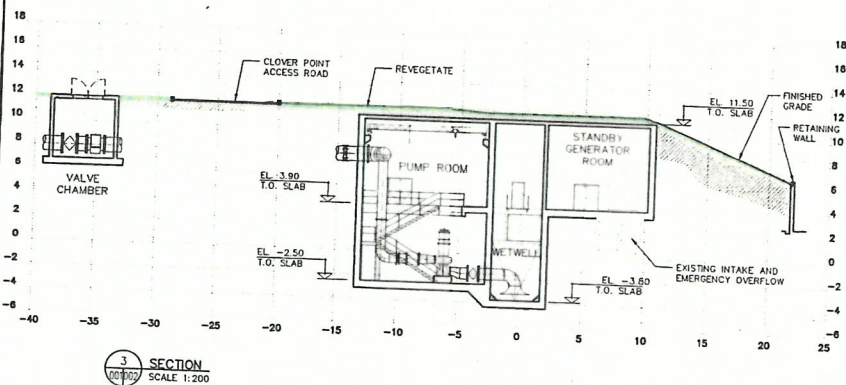 18
16
14
12
10
8
6
4
2
0
-2
-4
-6
18
16
14
12
10
8
6
4
2
0
-2
-4
-6
-40
-35
-30
-25
-20
-15
-10
-5
0
5
10
15
20
25
CLOVER POINT
ACCESS ROAD
REVEGETATE
EL. 11.50
T.O. SLAB
FINISHED
GRADE
RETAINING
WALL
VALVE
CHAMBER
PUMP ROOM
STANDBY
GENERATOR
ROOM
EL. -3.90
T.O. SLAB
EL. -2.50
T.O. SLAB
WETWELL
EL. -3.80
T.O. SLAB
EXISTING INTAKE AND
EMERGENCY OVERFLOW
3
SECTION
SCALE 1:200